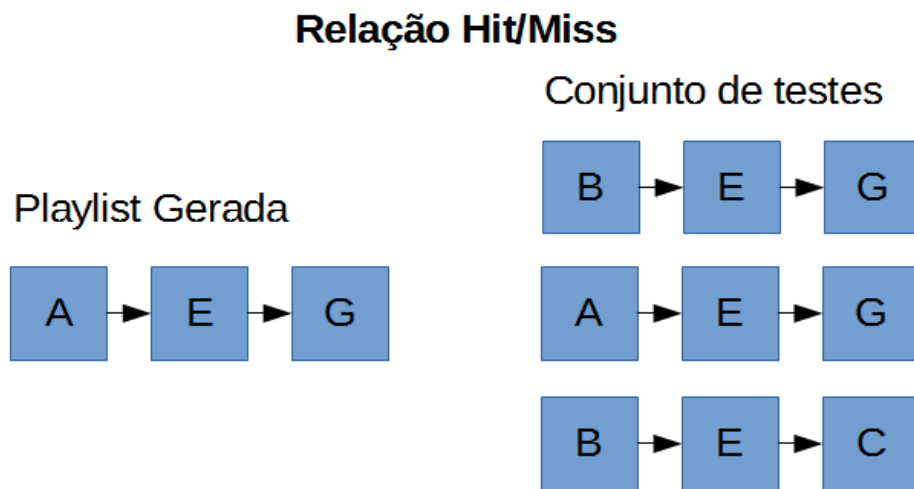 Relação Hit/Miss
Conjunto de testes
B E G
Playlist Gerada
A E G
A E G
B E C